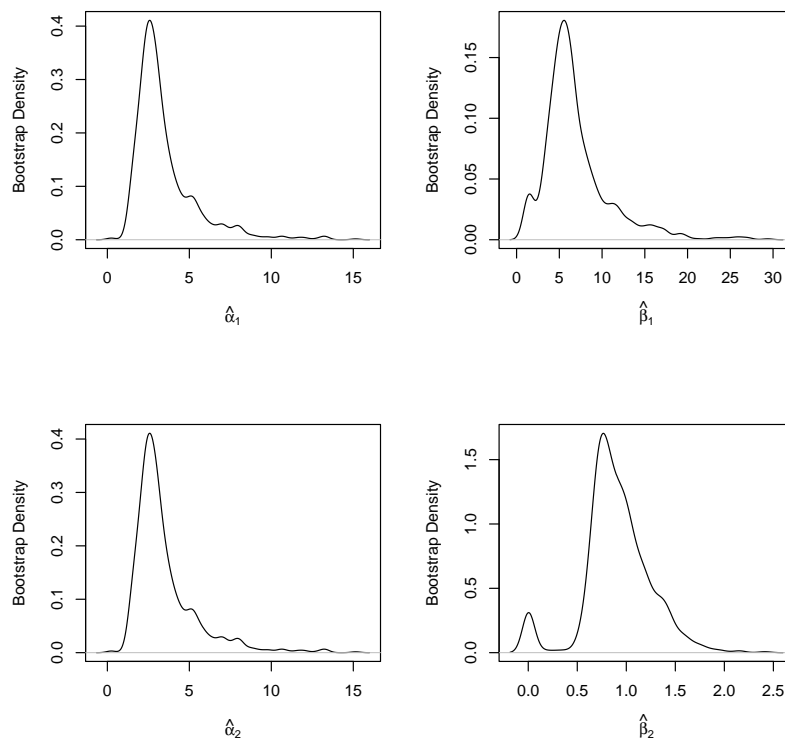 0.0 0.1 0.2 0.3 0.4
Bootstrap Density
0 5 10 15
α̂₁
0.00 0.05 0.10 0.15
Bootstrap Density
0 5 10 15 20 25 30
β̂₁
0.0 0.1 0.2 0.3 0.4
Bootstrap Density
0 5 10 15
α̂₂
0.0 0.5 1.0 1.5
Bootstrap Density
0.0 0.5 1.0 1.5 2.0 2.5
β̂₂